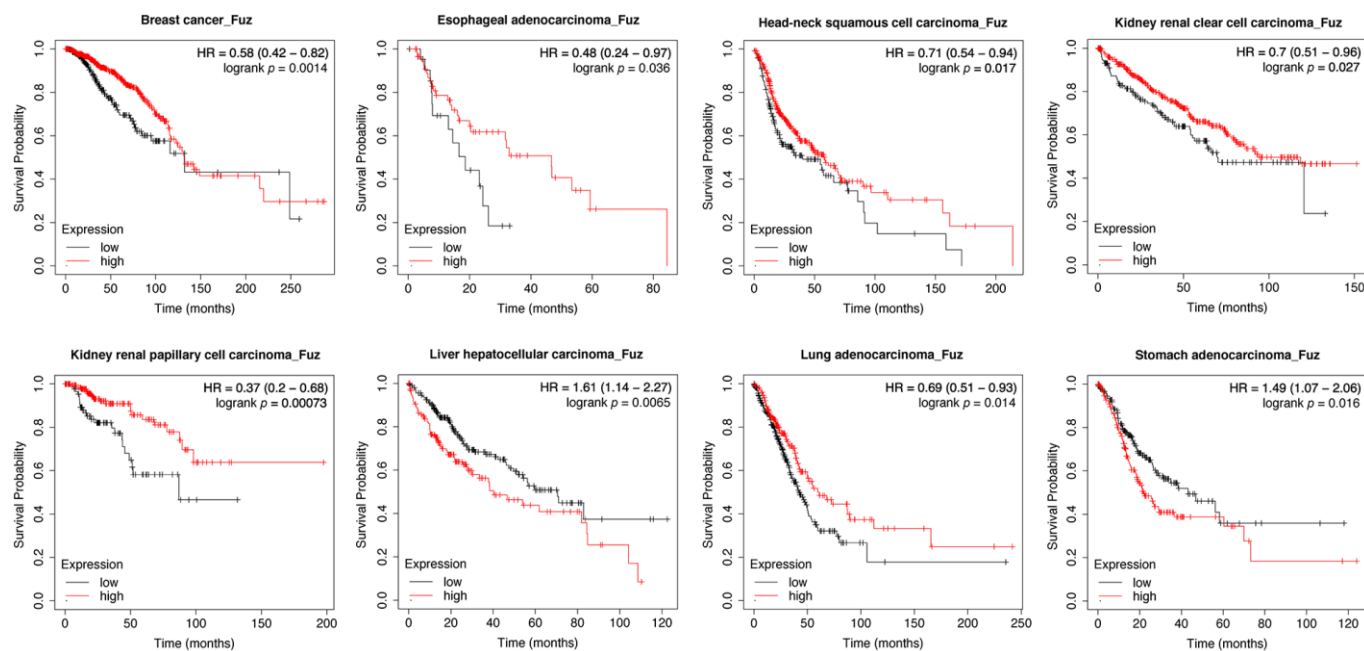 Breast cancer_Fuz
HR = 0.58 (0.42 – 0.82)
logrank p = 0.0014
Survival Probability
1.0
0.8
0.6
0.4
0.2
0.0
Expression
low
high
0 50 100 150 200 250
Time (months)
Esophageal adenocarcinoma_Fuz
HR = 0.48 (0.24 – 0.97)
logrank p = 0.036
Survival Probability
1.0
0.8
0.6
0.4
0.2
0.0
Expression
low
high
0 20 40 60 80
Time (months)
Head-neck squamous cell carcinoma_Fuz
HR = 0.71 (0.54 – 0.94)
logrank p = 0.017
Survival Probability
1.0
0.8
0.6
0.4
0.2
0.0
Expression
low
high
0 50 100 150 200
Time (months)
Kidney renal clear cell carcinoma_Fuz
HR = 0.7 (0.51 – 0.96)
logrank p = 0.027
Survival Probability
1.0
0.8
0.6
0.4
0.2
0.0
Expression
low
high
0 50 100 150
Time (months)
Kidney renal papillary cell carcinoma_Fuz
HR = 0.37 (0.2 – 0.68)
logrank p = 0.00073
Survival Probability
1.0
0.8
0.6
0.4
0.2
0.0
Expression
low
high
0 50 100 150 200
Time (months)
Liver hepatocellular carcinoma_Fuz
HR = 1.61 (1.14 – 2.27)
logrank p = 0.0065
Survival Probability
1.0
0.8
0.6
0.4
0.2
0.0
Expression
low
high
0 20 40 60 80 100 120
Time (months)
Lung adenocarcinoma_Fuz
HR = 0.69 (0.51 – 0.93)
logrank p = 0.014
Survival Probability
1.0
0.8
0.6
0.4
0.2
0.0
Expression
low
high
0 50 100 150 200 250
Time (months)
Stomach adenocarcinoma_Fuz
HR = 1.49 (1.07 – 2.06)
logrank p = 0.016
Survival Probability
1.0
0.8
0.6
0.4
0.2
0.0
Expression
low
high
0 20 40 60 80 100 120
Time (months)